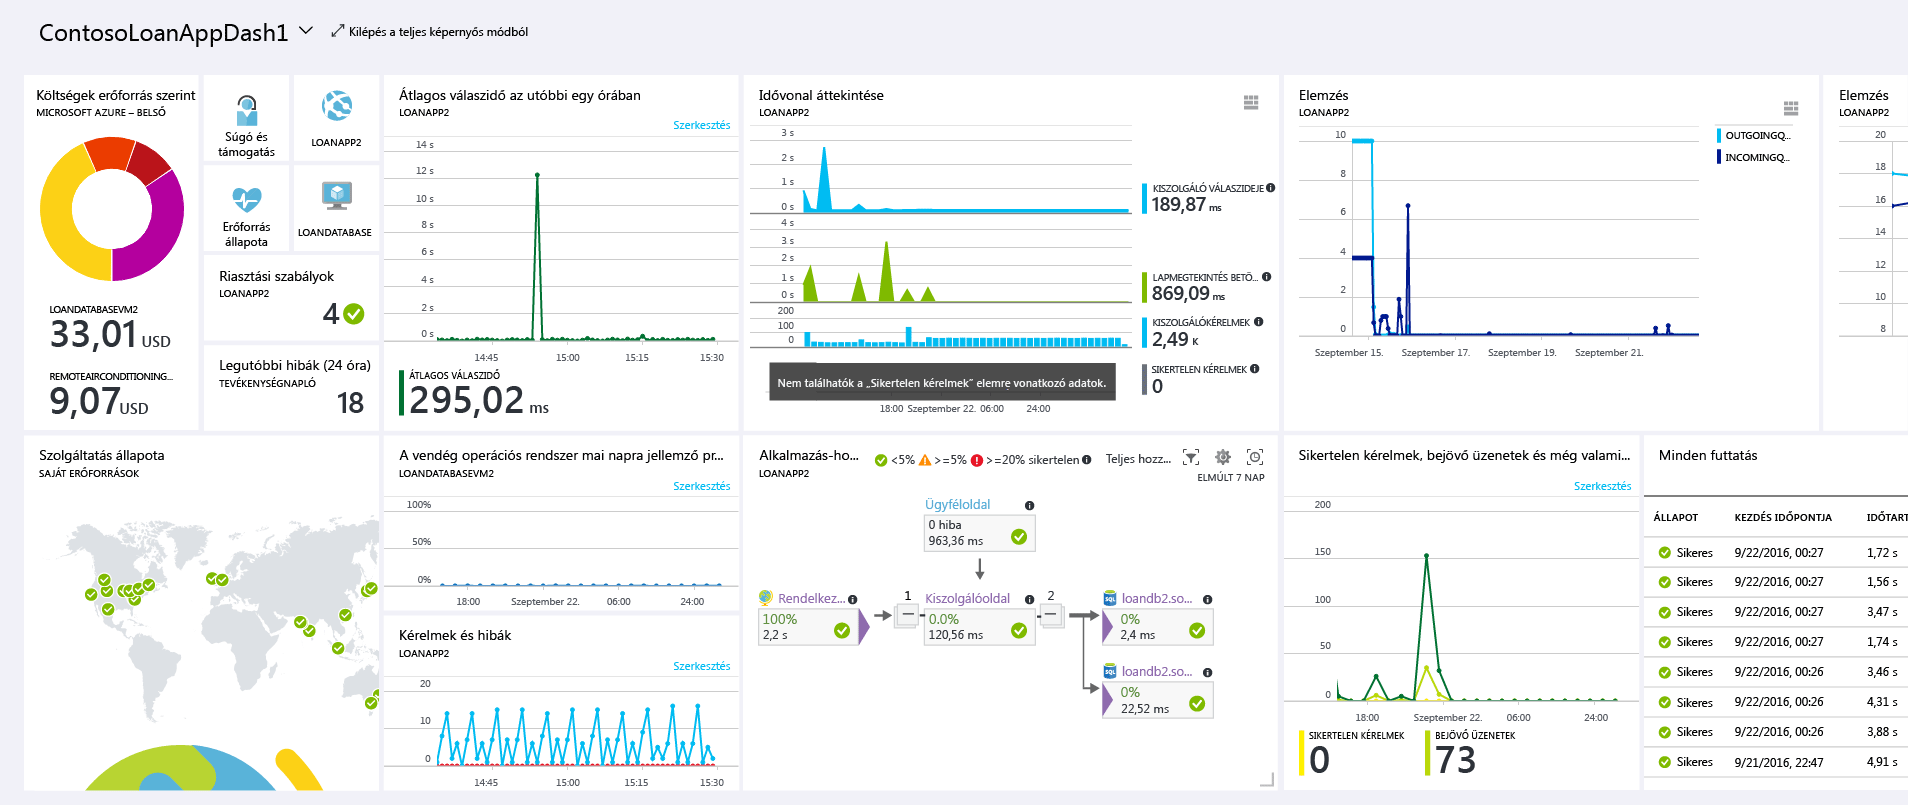 ContosoLoanAppDash1
Kilépés a teljes képernyős módból
Költségek erőforrás szerint
MICROSOFT AZURE – BELSŐ
LOANDATABASEVM2
33,01 USD
REMOTEAIRCONDITIONING...
9,07 USD
Súgó és
támogatás
LOANAPP2
Erőforrás
állapota
LOANDATABASE
Riasztási szabályok
LOANAPP2
4
Legutóbbi hibák (24 óra)
TEVÉKENYSÉGNAPLÓ
18
Átlagos válaszidő az utóbbi egy órában
LOANAPP2
Szerkesztés
14 s
12 s
10 s
8 s
6 s
4 s
2 s
0 s
14:45 15:00 15:15 15:30
ÁTLAGOS VÁLASZIDŐ
295,02 ms
Idővonal áttekintése
LOANAPP2
3 s
2 s
1 s
0 s
4 s
3 s
2 s
1 s
0 s
200
100
0
KISZOLGÁLÓ VÁLASZIDEJE
189,87 ms
LAPMEGTEKINTÉS BETÖ...
869,09 ms
KISZOLGÁLÓKÉRELMEK
2,49 K
SIKERTELEN KÉRELMEK
0
Nem találhatók a „Sikertelen kérelmek” elemre vonatkozó adatok.
18:00 Szeptember 22. 06:00 24:00
Elemzés
LOANAPP2
10
8
6
4
2
0
Szeptember 15. Szeptember 17. Szeptember 19. Szeptember 21.
OUTGOINGQ...
INCOMINGQ...
Elemzés
LOANAPP2
20
18
16
14
12
10
8
Szolgáltatás állapota
SAJÁT ERŐFORRÁSOK
A vendég operációs rendszer mai napra jellemző pr...
LOANDATABASEVM2
Szerkesztés
100%
50%
0%
18:00 Szeptember 22. 06:00 24:00
Kérelmek és hibák
LOANAPP2
Szerkesztés
20
10
0
14:45 15:00 15:15 15:30
Alkalmazás-ho...
LOANAPP2
<5% >=5% >=20% sikertelen
Teljes hozz...
ELMÚLT 7 NAP
Ügyféloldal
0 hiba
963,36 ms
Rendelkez...
100%
2,2 s
1
Kiszolgálóoldal
0.0%
120,56 ms
2
loandb2.so...
0%
2,4 ms
loandb2.so...
0%
22,52 ms
Sikertelen kérelmek, bejövő üzenetek és még valami...
Szerkesztés
200
150
100
50
0
18:00 Szeptember 22. 06:00 24:00
SIKERTELEN KÉRELMEK
0
BEJÖVŐ ÜZENETEK
73
Minden futtatás
ÁLLAPOT KEZDÉS IDŐPONTJA IDŐTART
Sikeres 9/22/2016, 00:27 1,72 s
Sikeres 9/22/2016, 00:27 1,56 s
Sikeres 9/22/2016, 00:27 3,47 s
Sikeres 9/22/2016, 00:27 1,74 s
Sikeres 9/22/2016, 00:26 3,46 s
Sikeres 9/22/2016, 00:26 4,31 s
Sikeres 9/22/2016, 00:26 3,88 s
Sikeres 9/21/2016, 22:47 4,91 s